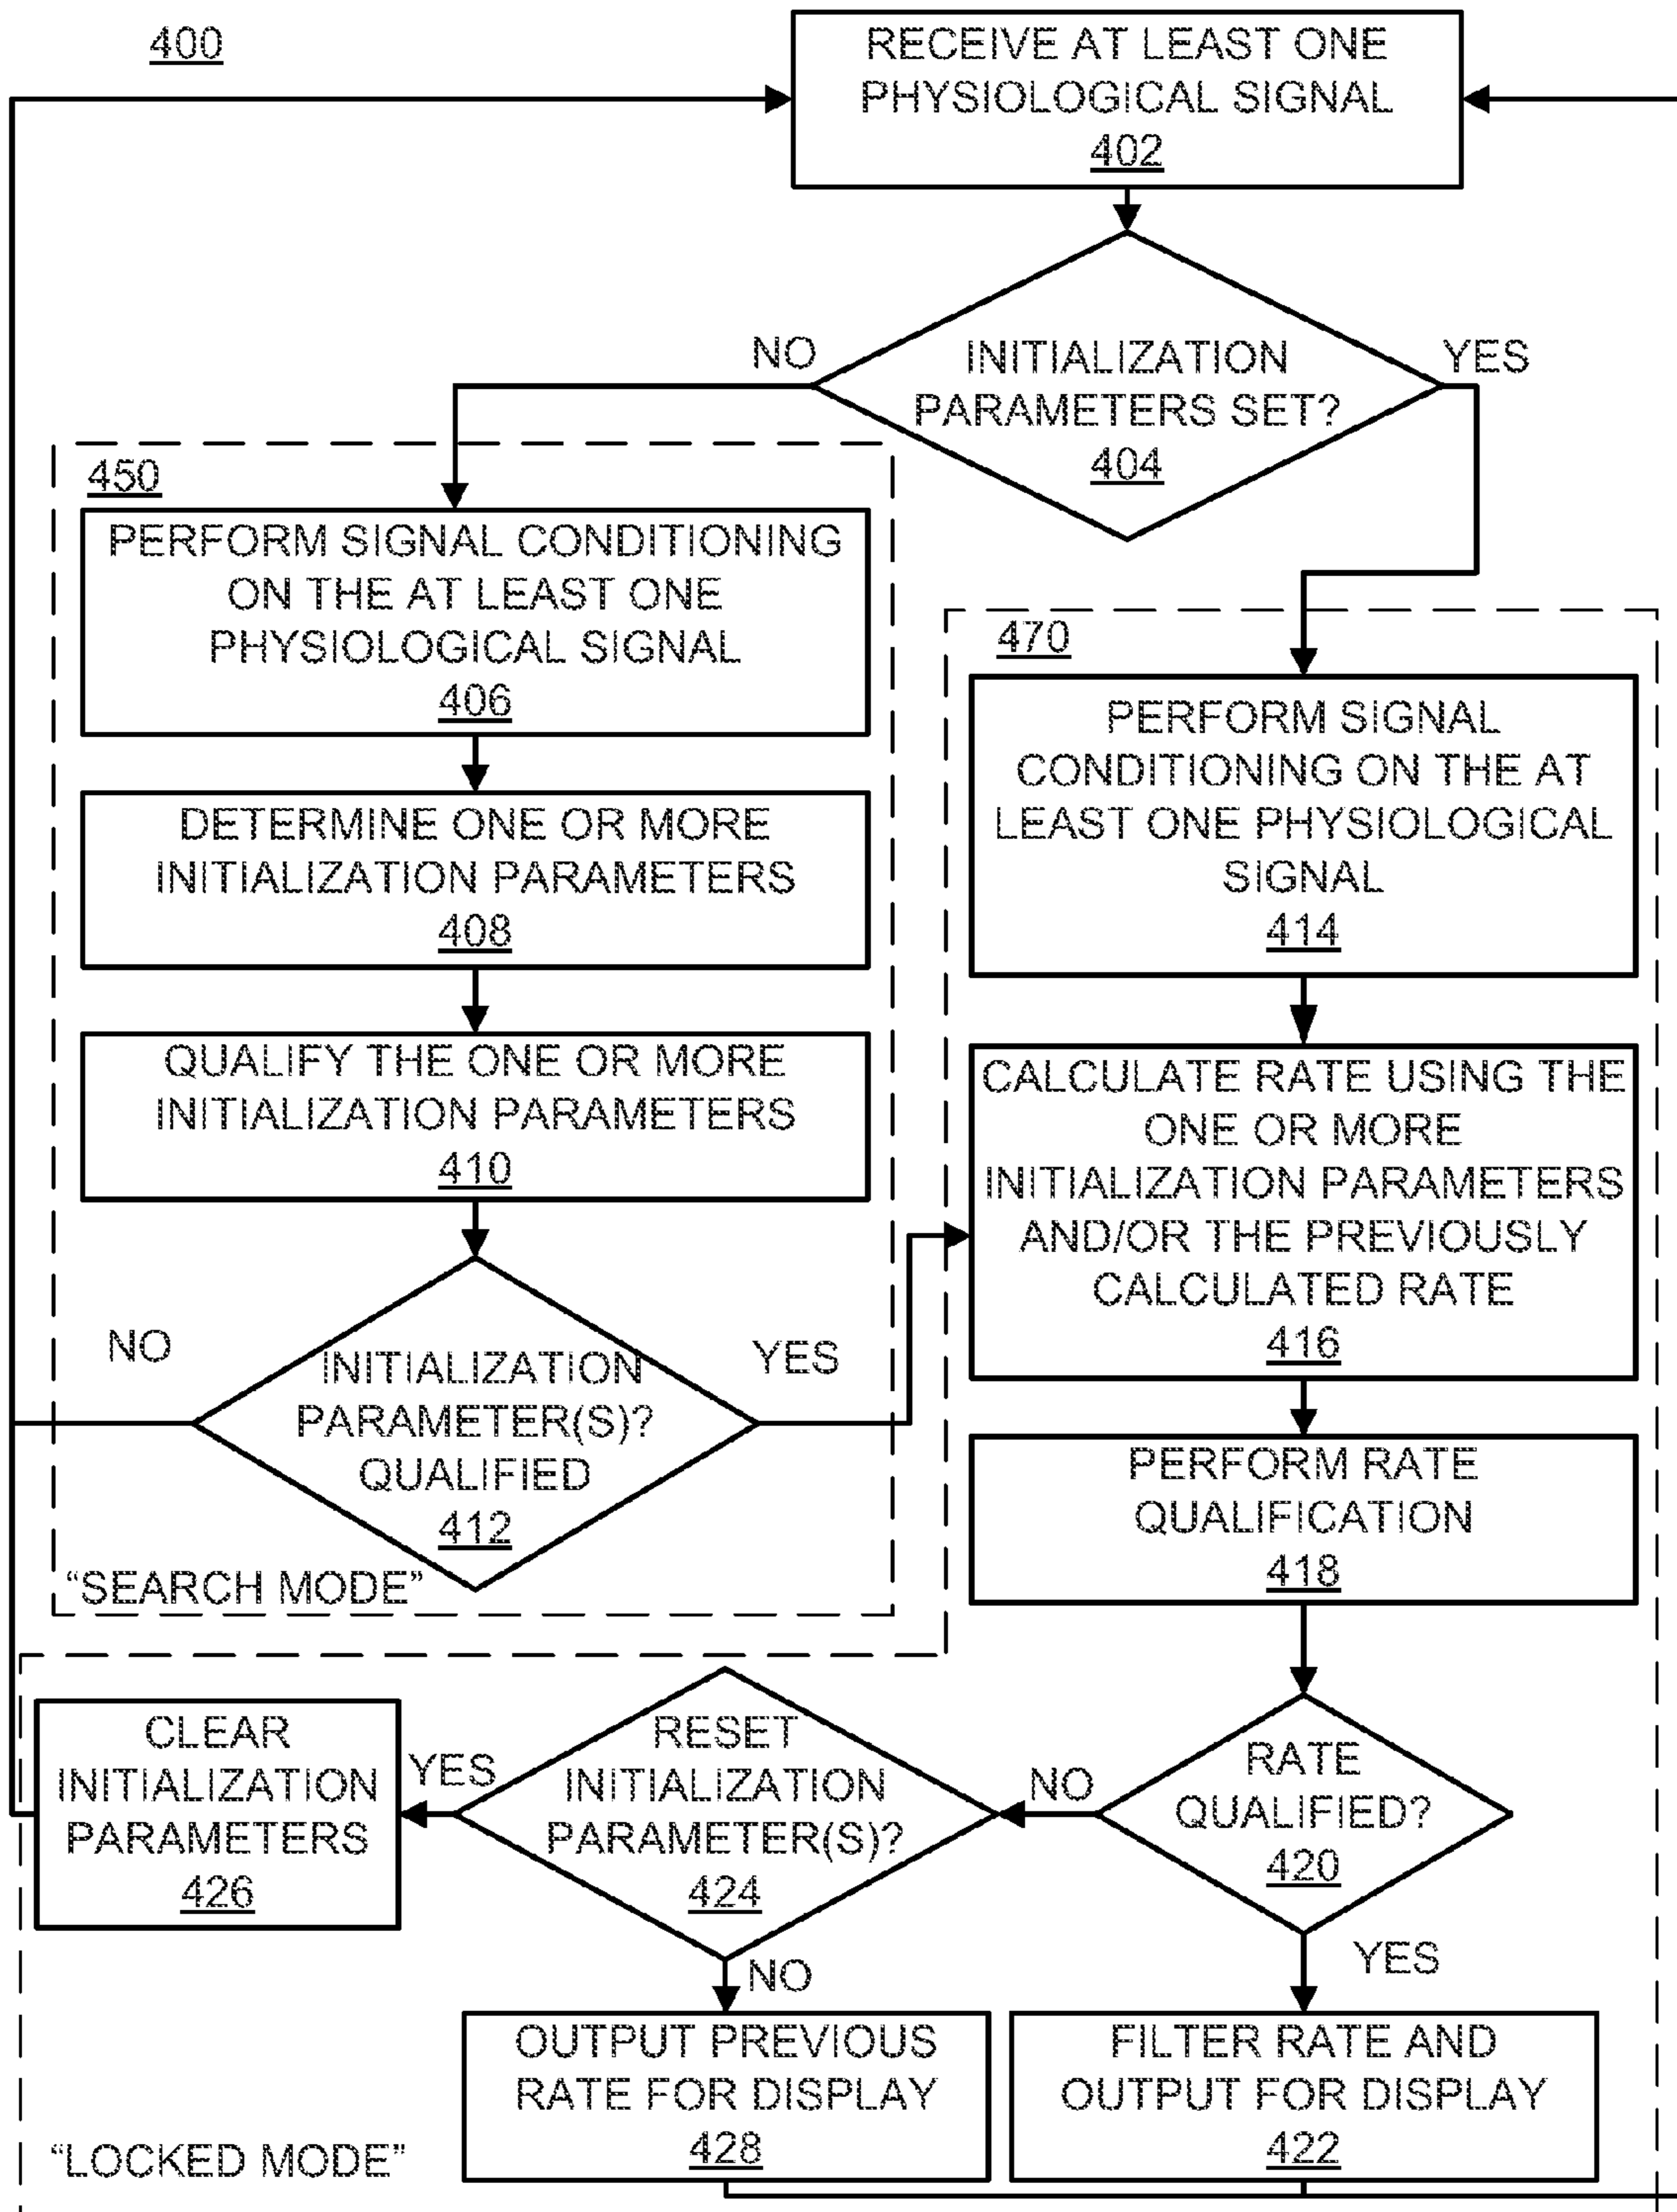 400
RECEIVE AT LEAST ONE
PHYSIOLOGICAL SIGNAL
402
NO
INITIALIZATION
PARAMETERS SET?
404
YES
450
PERFORM SIGNAL CONDITIONING
ON THE AT LEAST ONE
PHYSIOLOGICAL SIGNAL
406
DETERMINE ONE OR MORE
INITIALIZATION PARAMETERS
408
QUALIFY THE ONE OR MORE
INITIALIZATION PARAMETERS
410
NO
INITIALIZATION
PARAMETER(S)?
QUALIFIED
412
YES
“SEARCH MODE”
470
PERFORM SIGNAL
CONDITIONING ON THE AT
LEAST ONE PHYSIOLOGICAL
SIGNAL
414
CALCULATE RATE USING THE
ONE OR MORE
INITIALIZATION PARAMETERS
AND/OR THE PREVIOUSLY
CALCULATED RATE
416
PERFORM RATE
QUALIFICATION
418
RATE
QUALIFIED?
420
NO
YES
RESET
INITIALIZATION
PARAMETER(S)?
424
YES
NO
CLEAR
INITIALIZATION
PARAMETERS
426
OUTPUT PREVIOUS
RATE FOR DISPLAY
428
FILTER RATE AND
OUTPUT FOR DISPLAY
422
“LOCKED MODE”